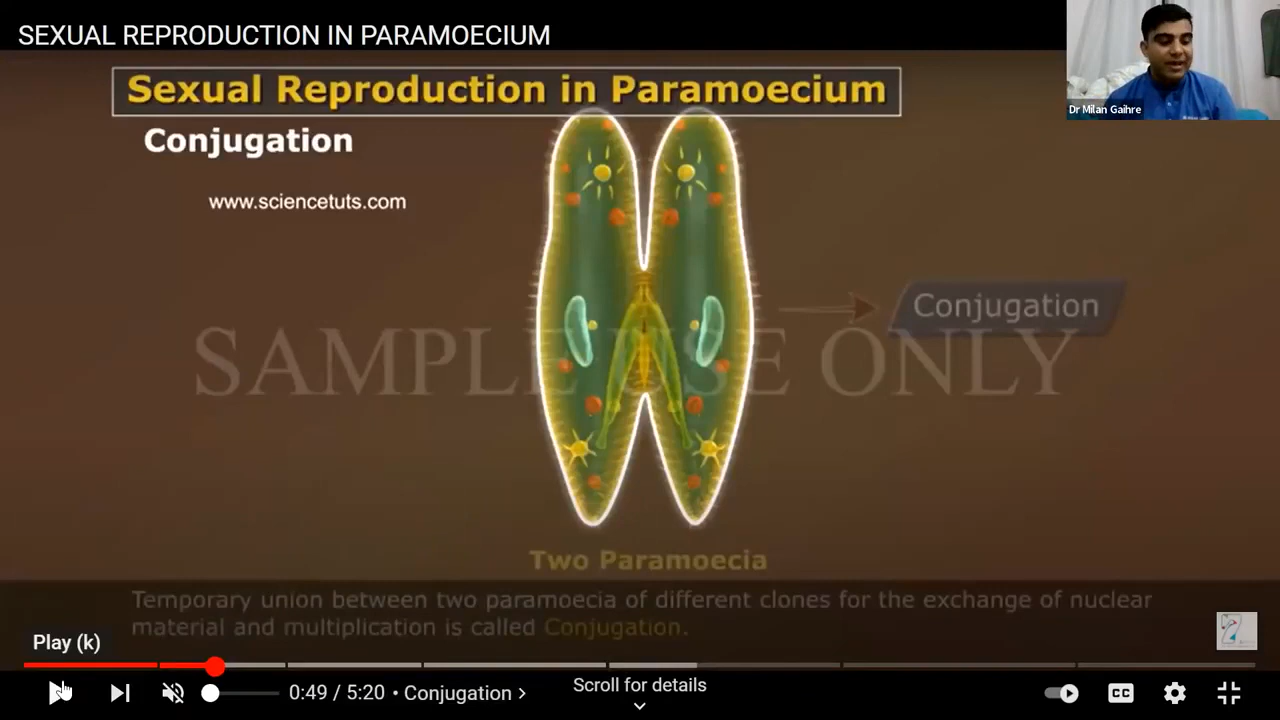 SEXUAL REPRODUCTION IN PARAMOECIUM
Dr Milan Gaihre
Sexual Reproduction in Paramoecium
Conjugation
www.sciencetuts.com
Conjugation
SAMPLE USE ONLY
Two Paramoecia
Temporary union between two paramoecia of different clones for the exchange of nuclear
material and multiplication is called Conjugation.
Play (k)
0:49 / 5:20 • Conjugation >
Scroll for details
CC